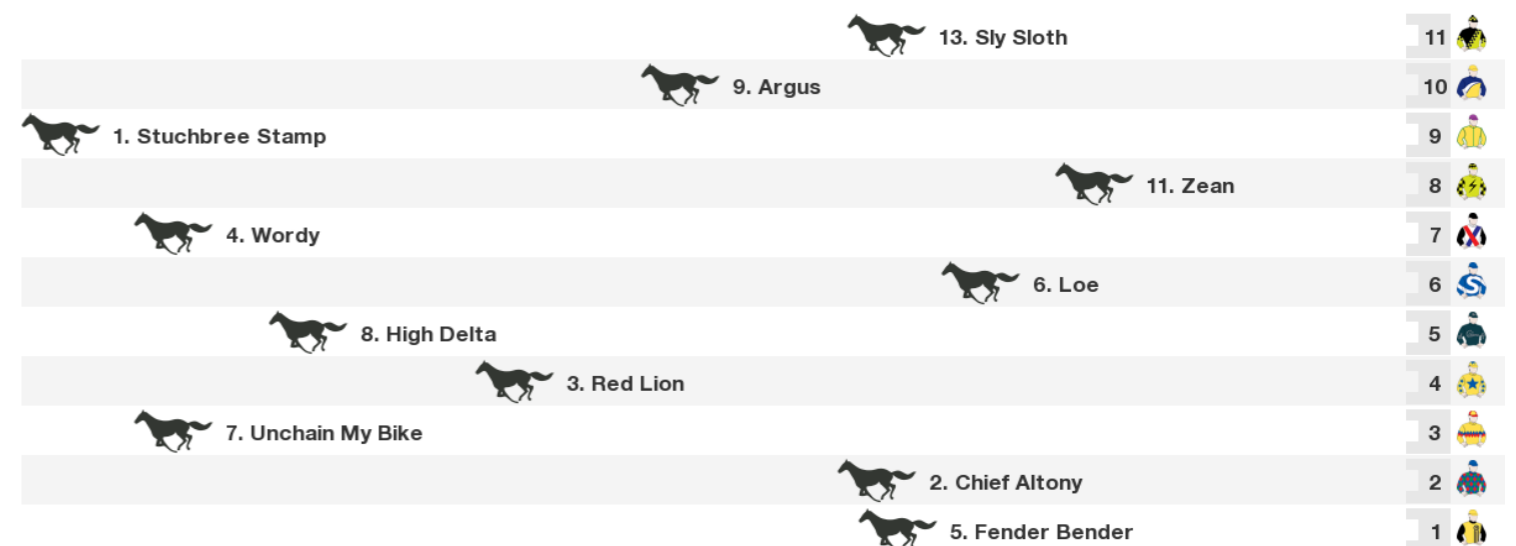 13. Sly Sloth 11
9. Argus 10
1. Stuchbree Stamp 9
11. Zean 8
4. Wordy 7
6. Loe 6
8. High Delta 5
3. Red Lion 4
7. Unchain My Bike 3
2. Chief Altony 2
5. Fender Bender 1